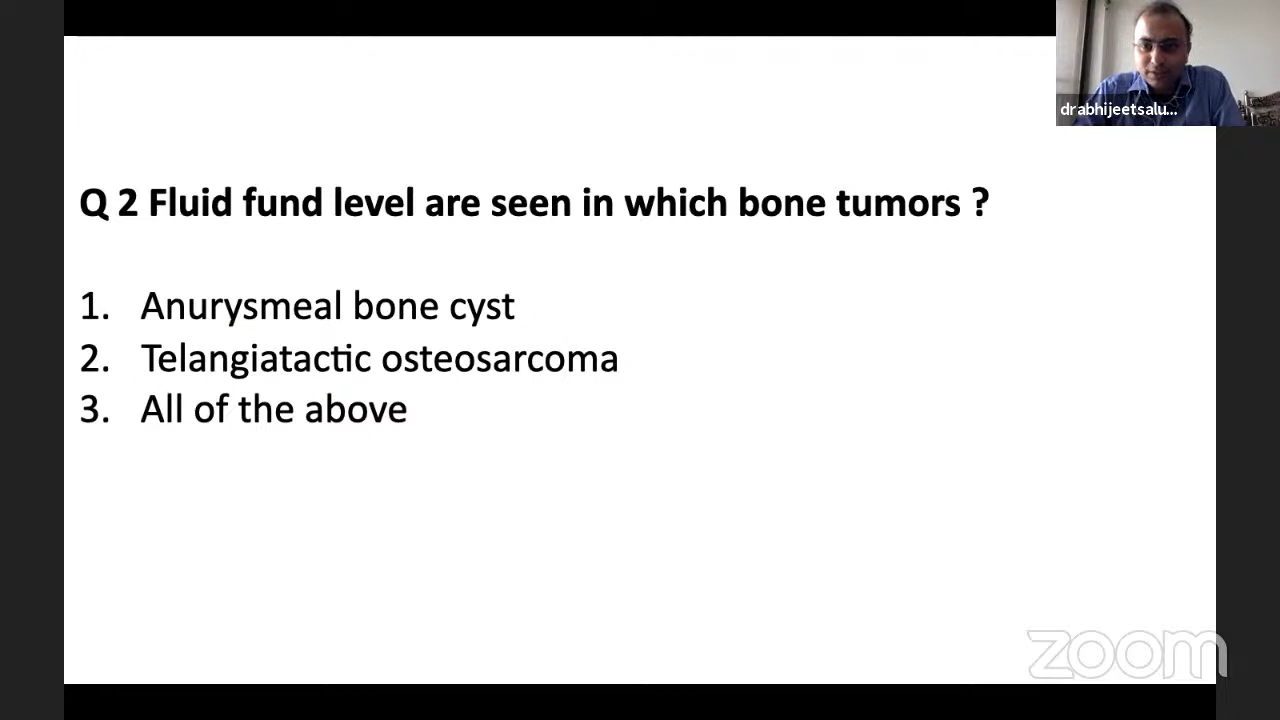 drabhijeetsalu...
Q 2 Fluid fund level are seen in which bone tumors ?
1. Anurysmeal bone cyst
2. Telangiatactic osteosarcoma
3. All of the above
zoom